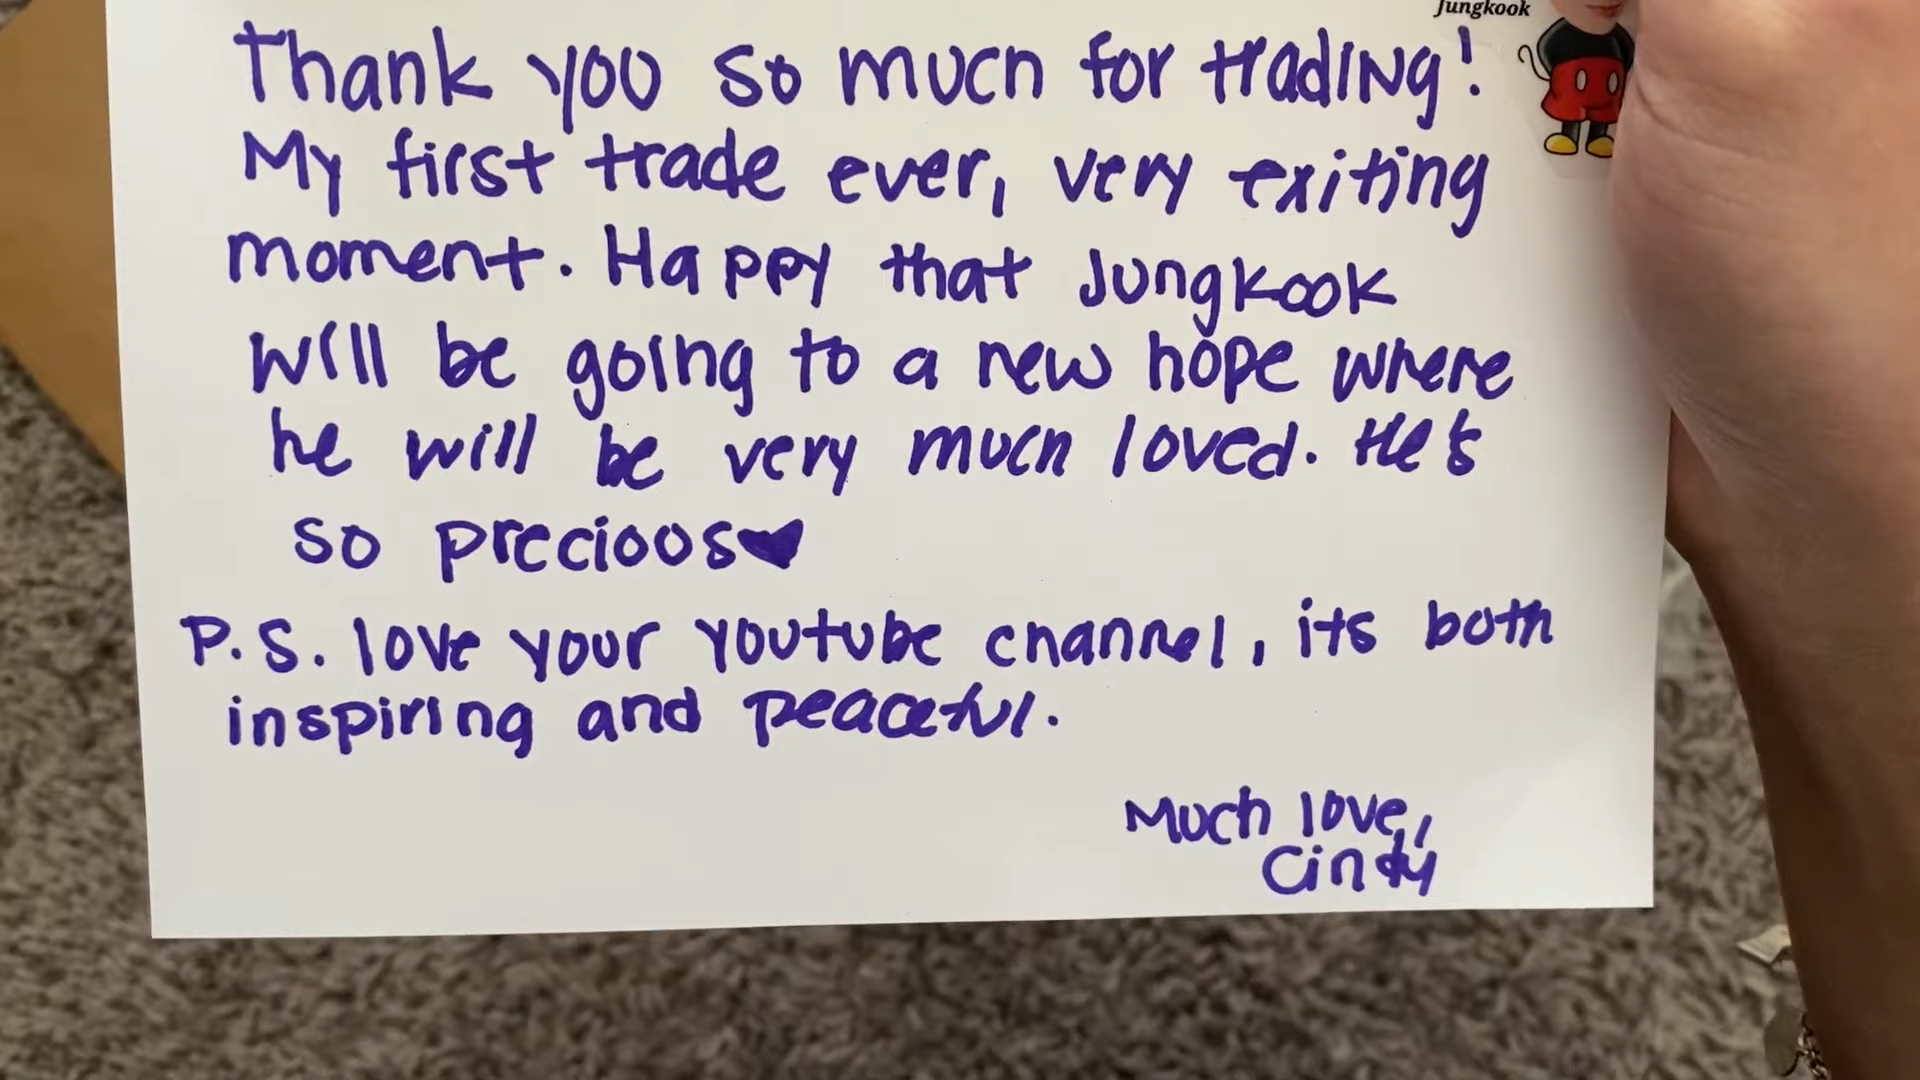 Jungkook
Thank you so much for trading!
My first trade ever, very exiting
moment. Happy that Jungkook
will be going to a new hope where
he will be very much loved. He's
so precioos♥
P.S. love your youtube channel, its both
inspiring and peaceful.
Much love,
Cindy